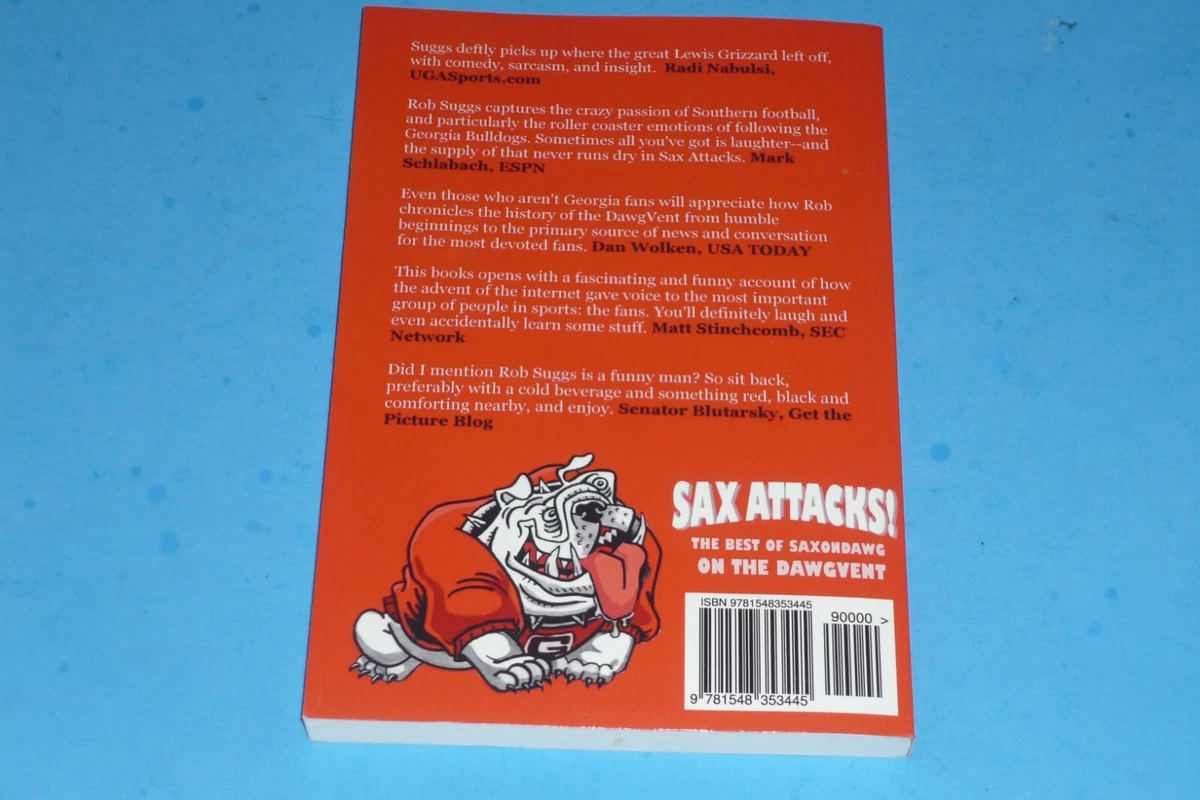 Suggs deftly picks up where the great Lewis Grizzard left off,
with comedy, sarcasm, and insight. Radi Nabulsi,
UGASports.com
Rob Suggs captures the crazy passion of Southern football,
and particularly the roller coaster emotions of following the
Georgia Bulldogs. Sometimes all you've got is laughter--and
the supply of that never runs dry in Sax Attacks. Mark
Schlabach, ESPN
Even those who aren't Georgia fans will appreciate how Rob
chronicles the history of the DawgVent from humble
beginnings to the primary source of news and conversation
for the most devoted fans. Dan Wolken, USA TODAY
This books opens with a fascinating and funny account of how
the advent of the internet gave voice to the most important
group of people in sports: the fans. You'll definitely laugh and
even accidentally learn some stuff. Matt Stinchcomb, SEC
Network
Did I mention Rob Suggs is a funny man? So sit back,
preferably with a cold beverage and something red, black and
comforting nearby, and enjoy. Senator Blutarsky, Get the
Picture Blog
SAX ATTACKS!
THE BEST OF SAXONDAWG
ON THE DAWGVENT
G
ISBN 9781548353445
90000 >
9 781548 353445